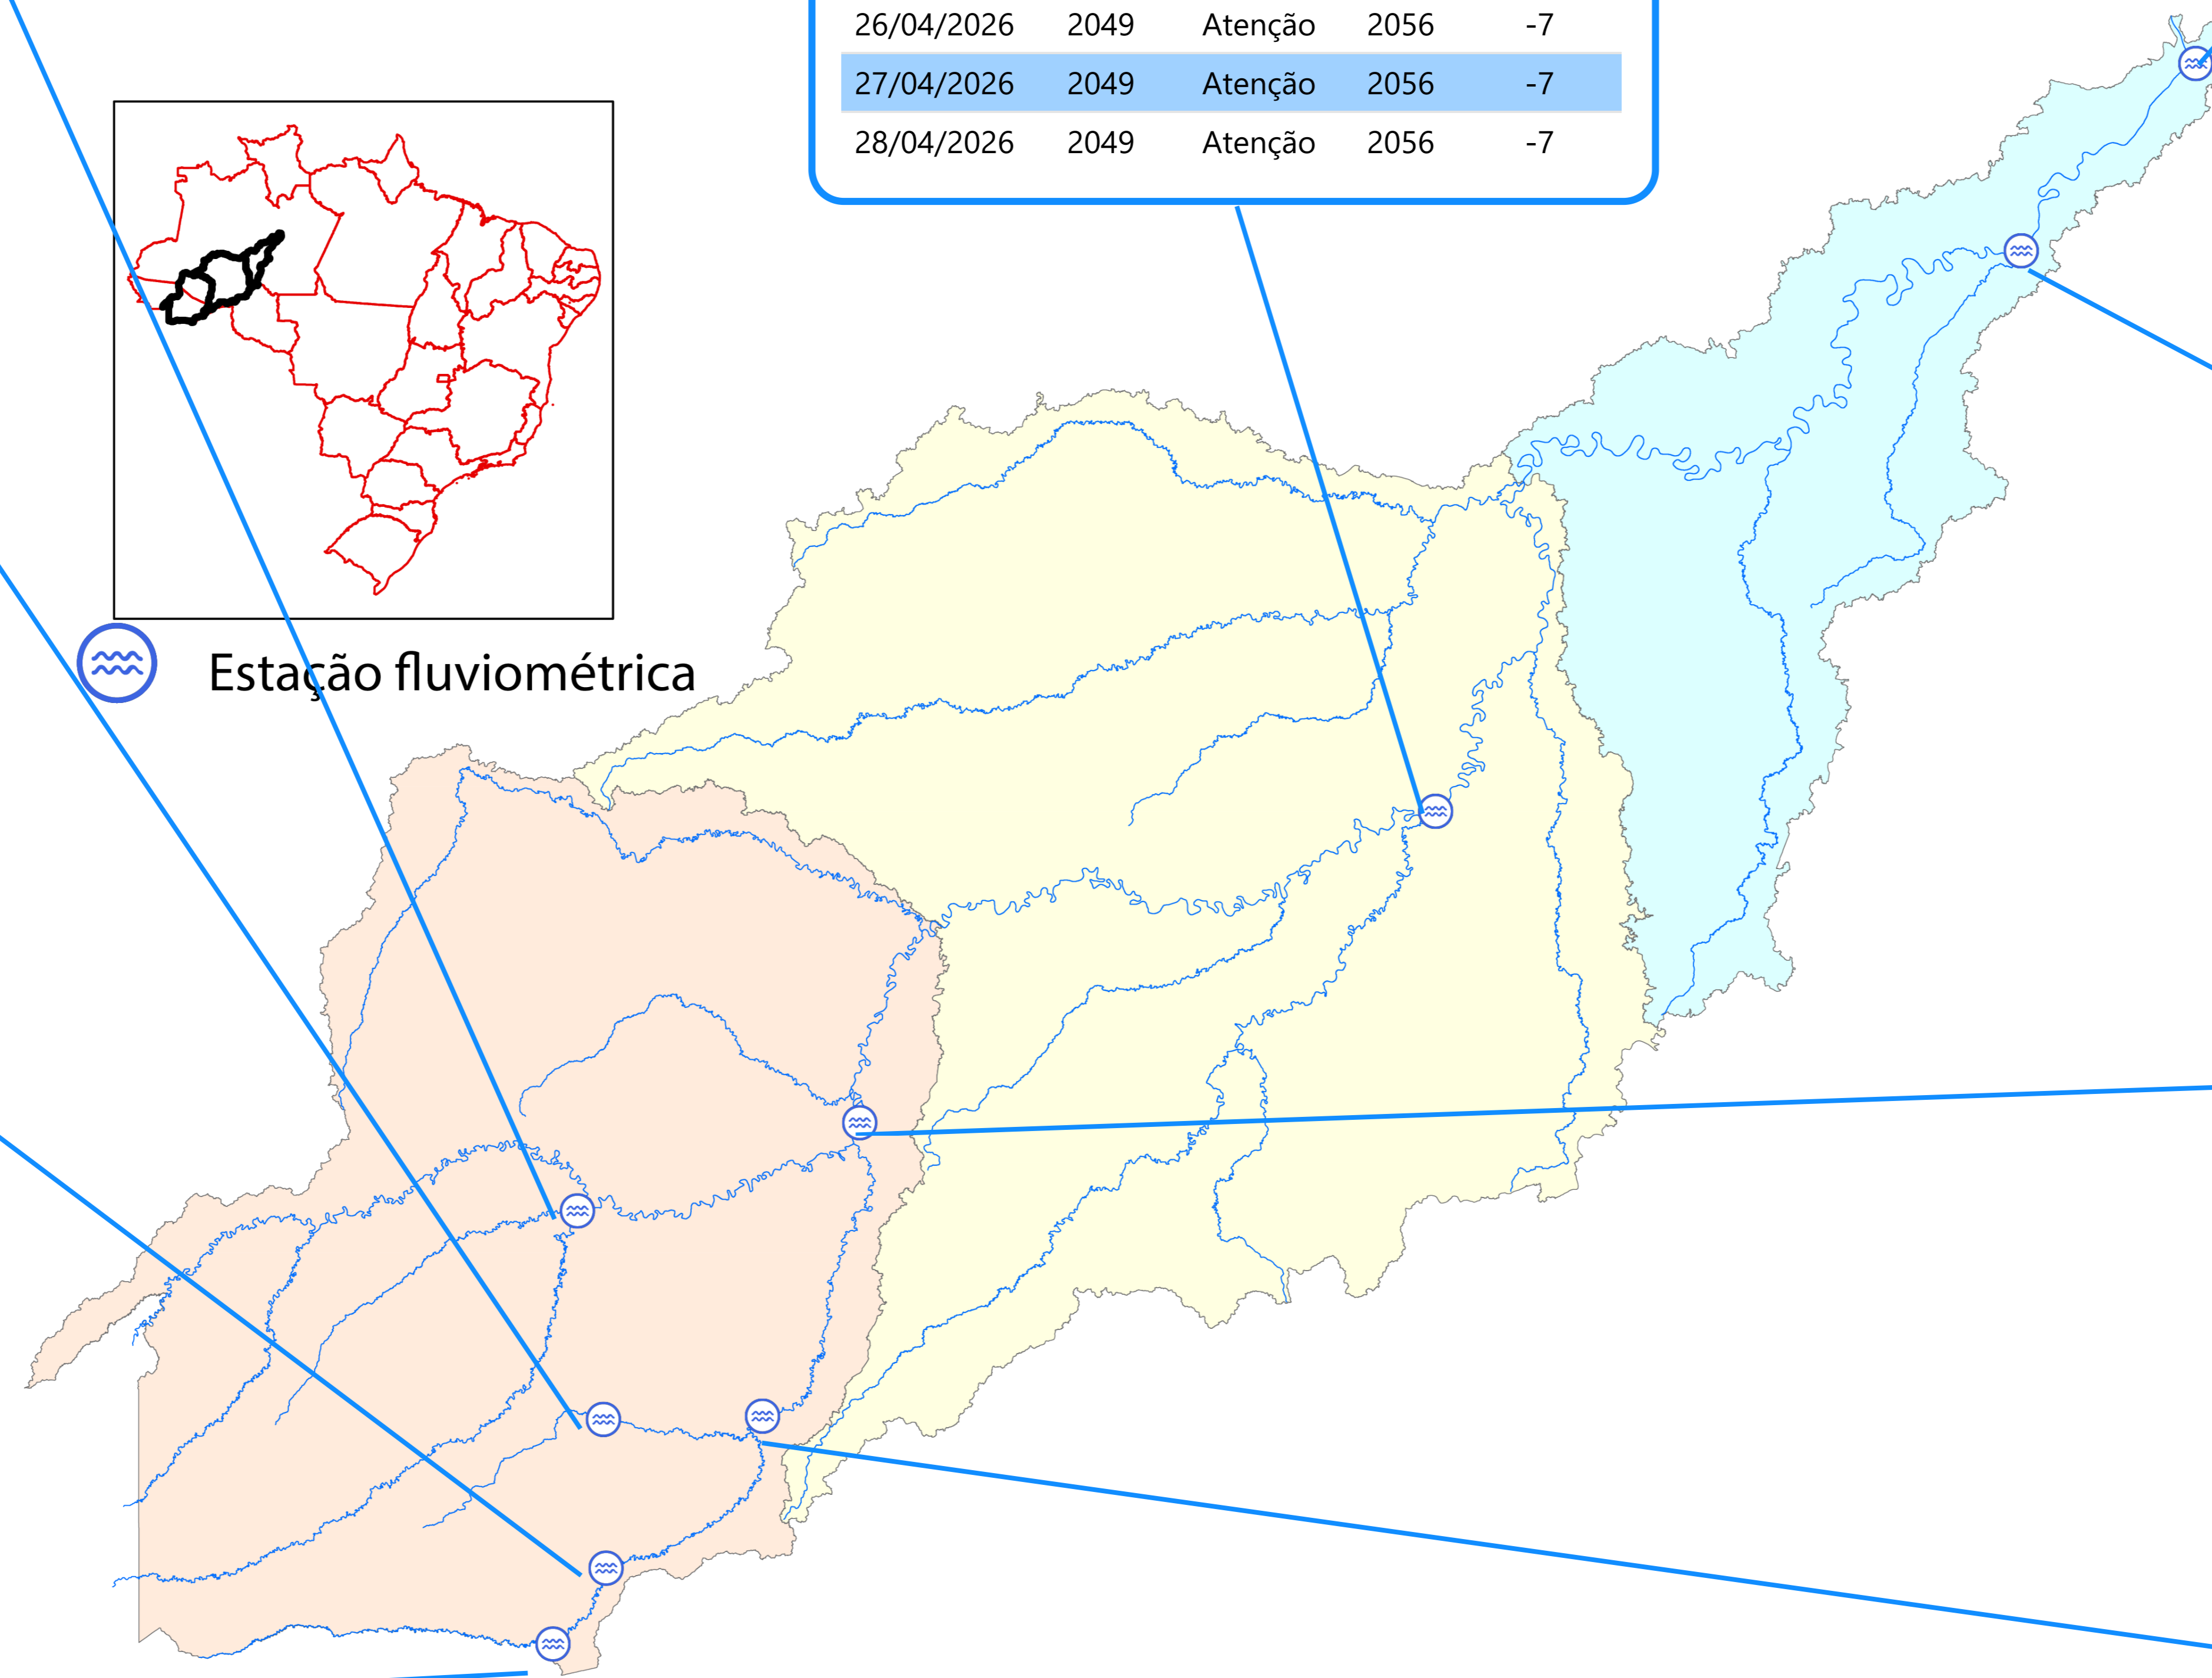 26/04/2026 2049 Atenção 2056 -7
27/04/2026 2049 Atenção 2056 -7
28/04/2026 2049 Atenção 2056 -7
Estação fluviométrica